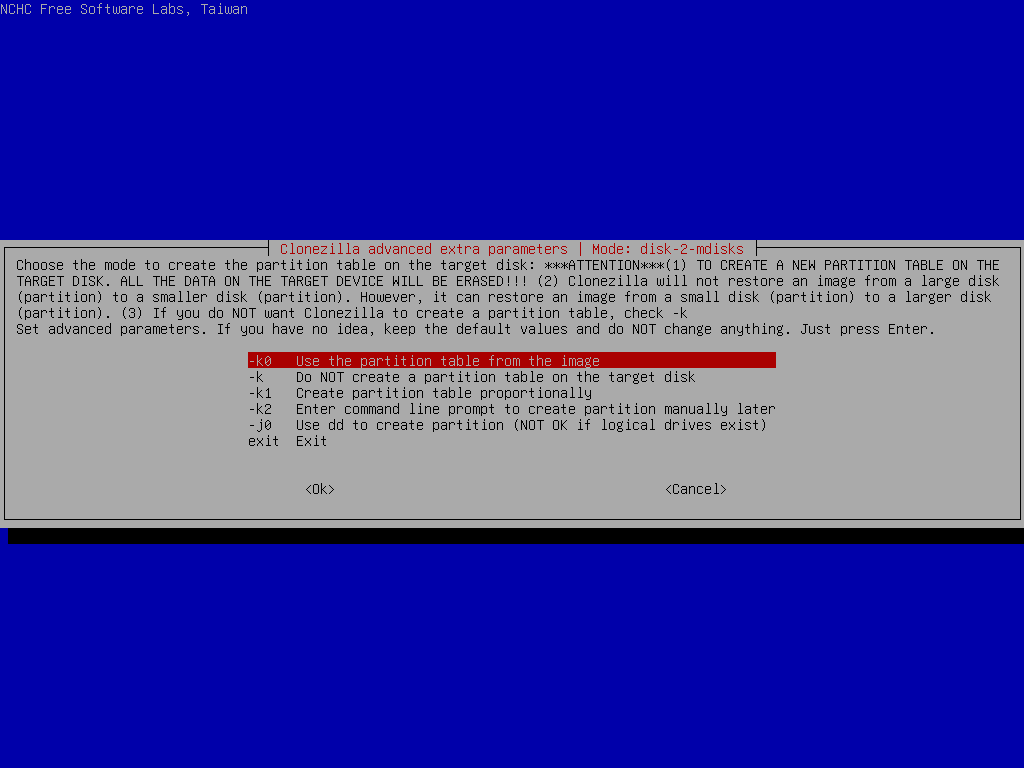 NCHC Free Software Labs, Taiwan
Clonezilla advanced extra parameters | Mode: disk-2-mdisks
Choose the mode to create the partition table on the target disk: ***ATTENTION***(1) TO CREATE A NEW PARTITION TABLE ON THE
TARGET DISK. ALL THE DATA ON THE TARGET DEVICE WILL BE ERASED!!! (2) Clonezilla will not restore an image from a large disk
(partition) to a smaller disk (partition). However, it can restore an image from a small disk (partition) to a larger disk
(partition). (3) If you do NOT want Clonezilla to create a partition table, check -k
Set advanced parameters. If you have no idea, keep the default values and do NOT change anything. Just press Enter.
-k0 Use the partition table from the image
-k Do NOT create a partition table on the target disk
-k1 Create partition table proportionally
-k2 Enter command line prompt to create partition manually later
-j0 Use dd to create partition (NOT OK if logical drives exist)
exit Exit
<Ok> <Cancel>